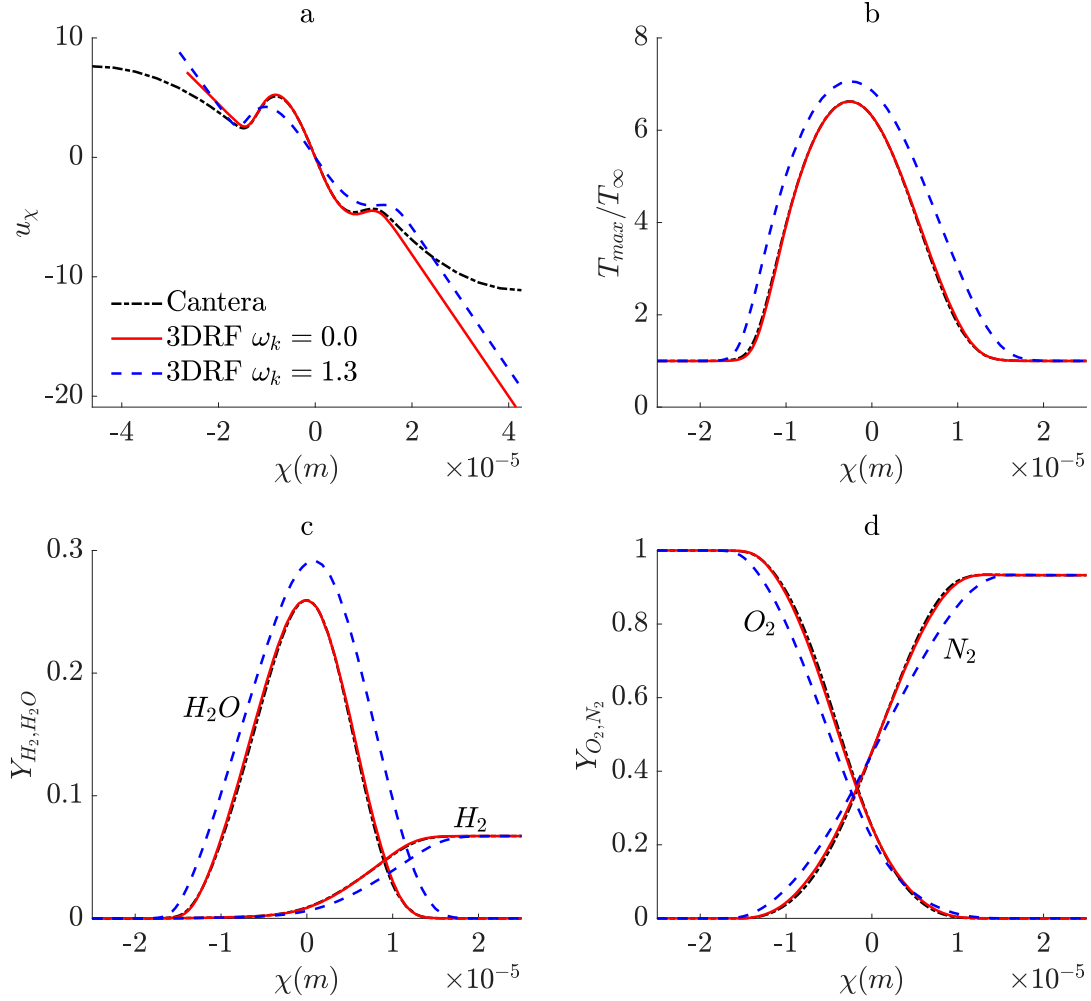 a
10
0
-10
-20
u_χ
Cantera
3DRF ω_k = 0.0
3DRF ω_k = 1.3
-4 -2 0 2 4
χ(m) ×10⁻⁵
b
8
6
4
2
0
T_max/T_∞
-2 -1 0 1 2
χ(m) ×10⁻⁵
c
0.3
0.2
0.1
0
Y_{H₂,H₂O}
H₂O
H₂
-2 -1 0 1 2
χ(m) ×10⁻⁵
d
1
0.8
0.6
0.4
0.2
0
Y_{O₂,N₂}
O₂
N₂
-2 -1 0 1 2
χ(m) ×10⁻⁵